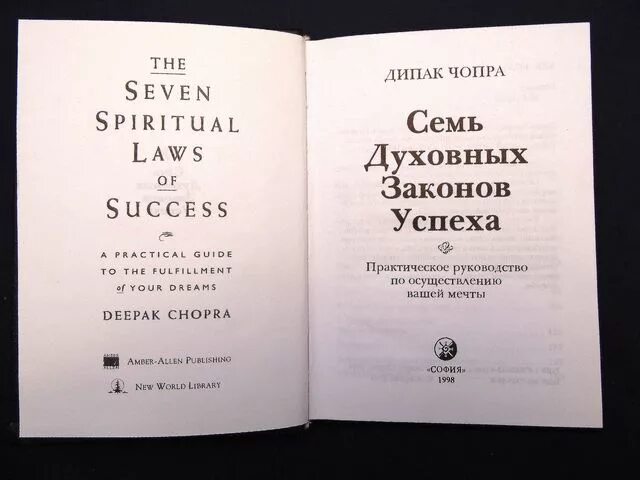 THE
SEVEN
SPIRITUAL
LAWS
OF
SUCCESS
A PRACTICAL GUIDE
TO THE FULFILLMENT
of YOUR DREAMS
DEEPAK CHOPRA
AMBER-ALLEN PUBLISHING
NEW WORLD LIBRARY
ДИПАК ЧОПРА
Семь
Духовных
Законов
Успеха
Практическое руководство
по осуществлению
вашей мечты
«СОФИЯ»
1998